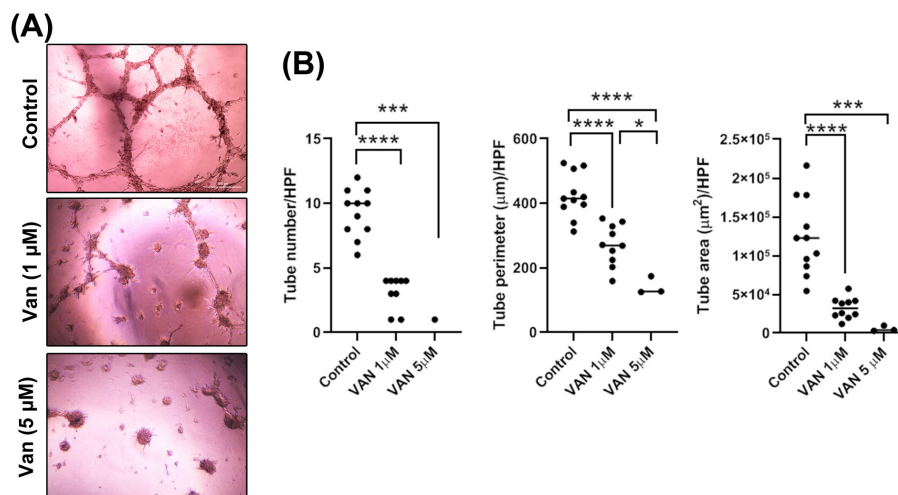 (A)
Control
Van (1 μM)
Van (5 μM)
(B)
Tube number/HPF
15
10
5
0
***
****
Control
VAN 1μM
VAN 5μM
Tube perimeter (μm)/HPF
600
400
200
0
****
****
*
Control
VAN 1μM
VAN 5μM
Tube area (μm²)/HPF
2.5×10⁵
2×10⁵
1.5×10⁵
1×10⁵
5×10⁴
0
***
****
Control
VAN 1μM
VAN 5 μM